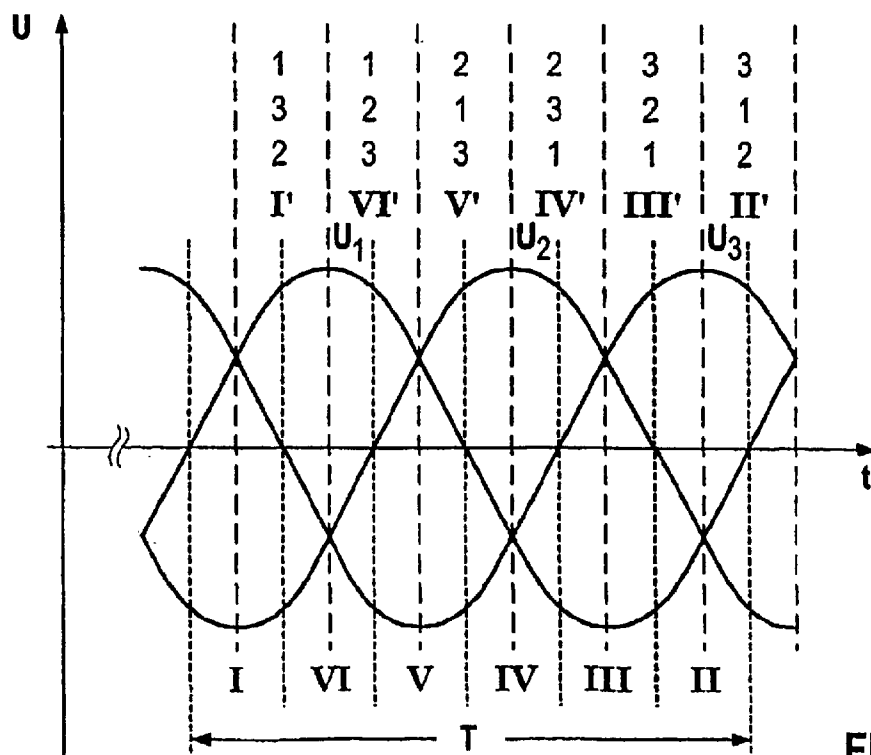 U
1 1 2 2 3 3
3 2 1 3 2 1
2 3 3 1 1 2
I' VI' V' IV' III' II'
U1 U2 U3
t
I VI V IV III II
T